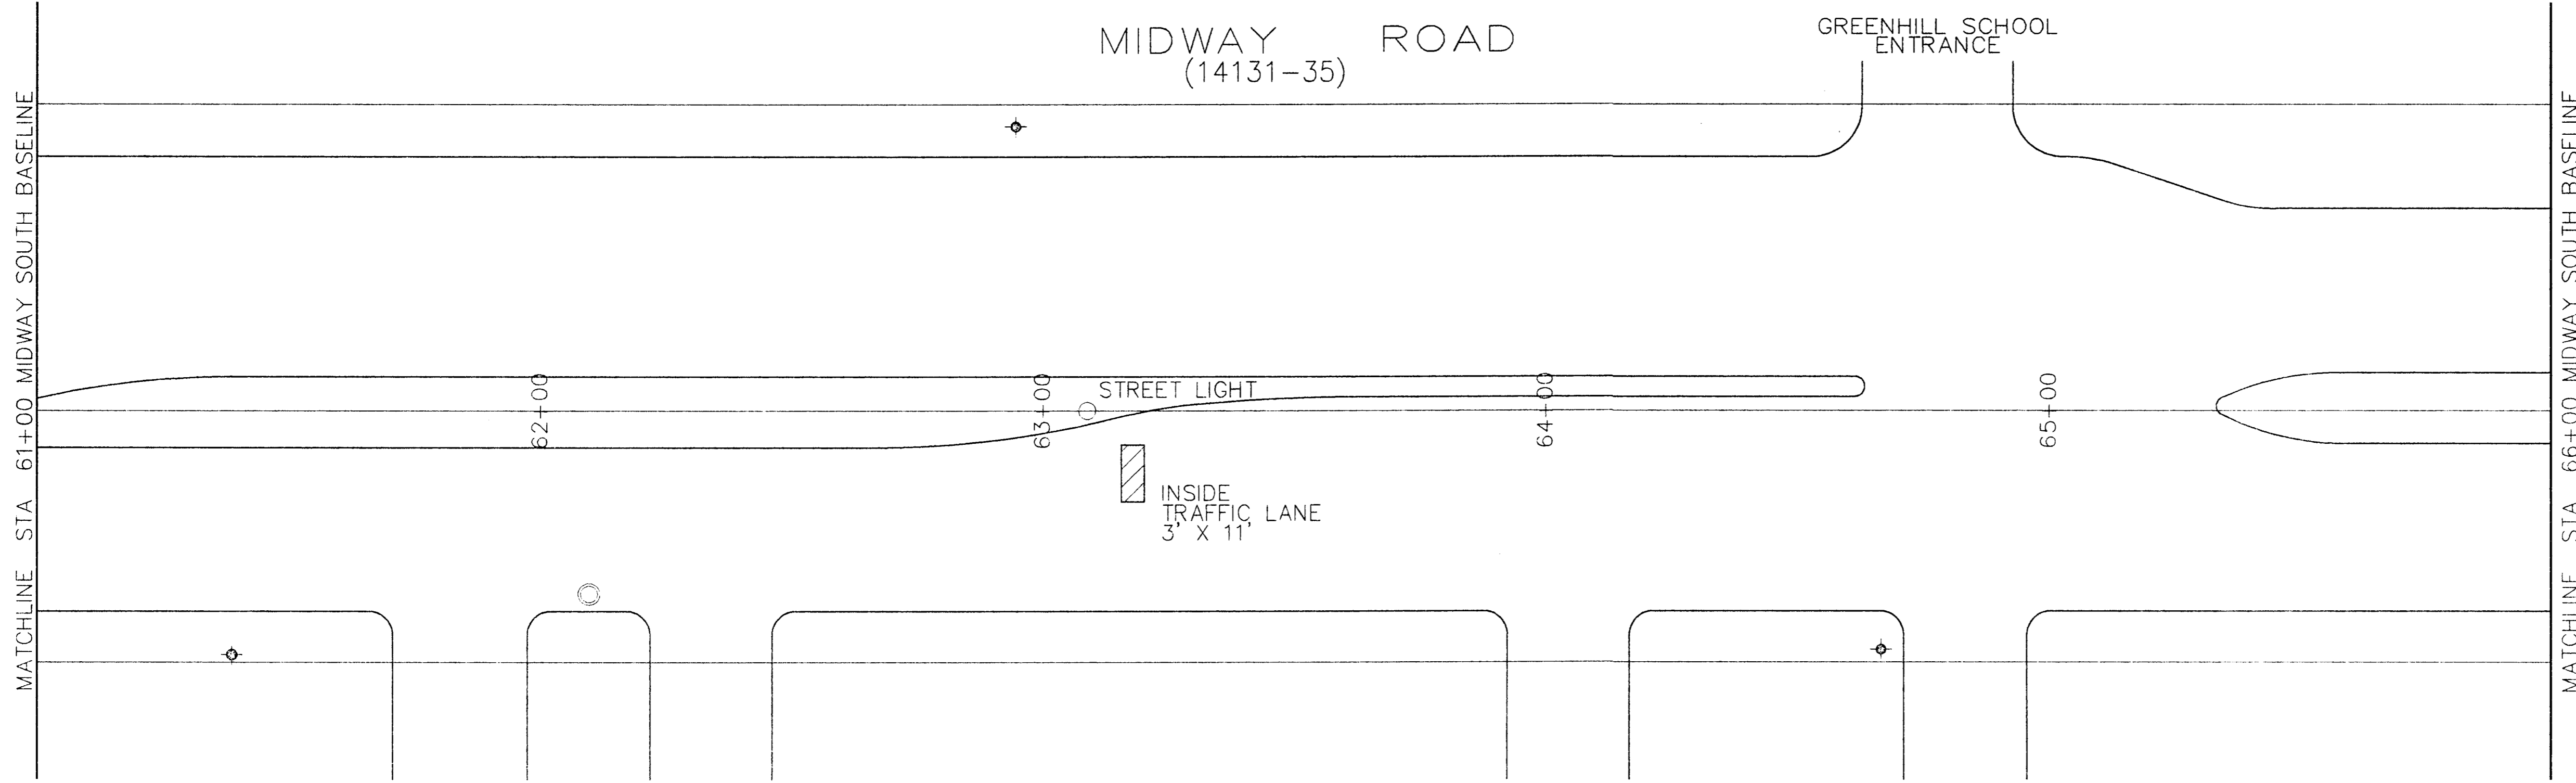 MIDWAY ROAD
(14131-35)
GREENHILL SCHOOL
ENTRANCE
MATCHLINE STA 61+00 MIDWAY SOUTH BASELINE
62+00
63+00
STREET LIGHT
64+00
65+00
INSIDE
TRAFFIC LANE
3' X 11'
MATCHLINE STA 66+00 MIDWAY SOUTH BASELINE